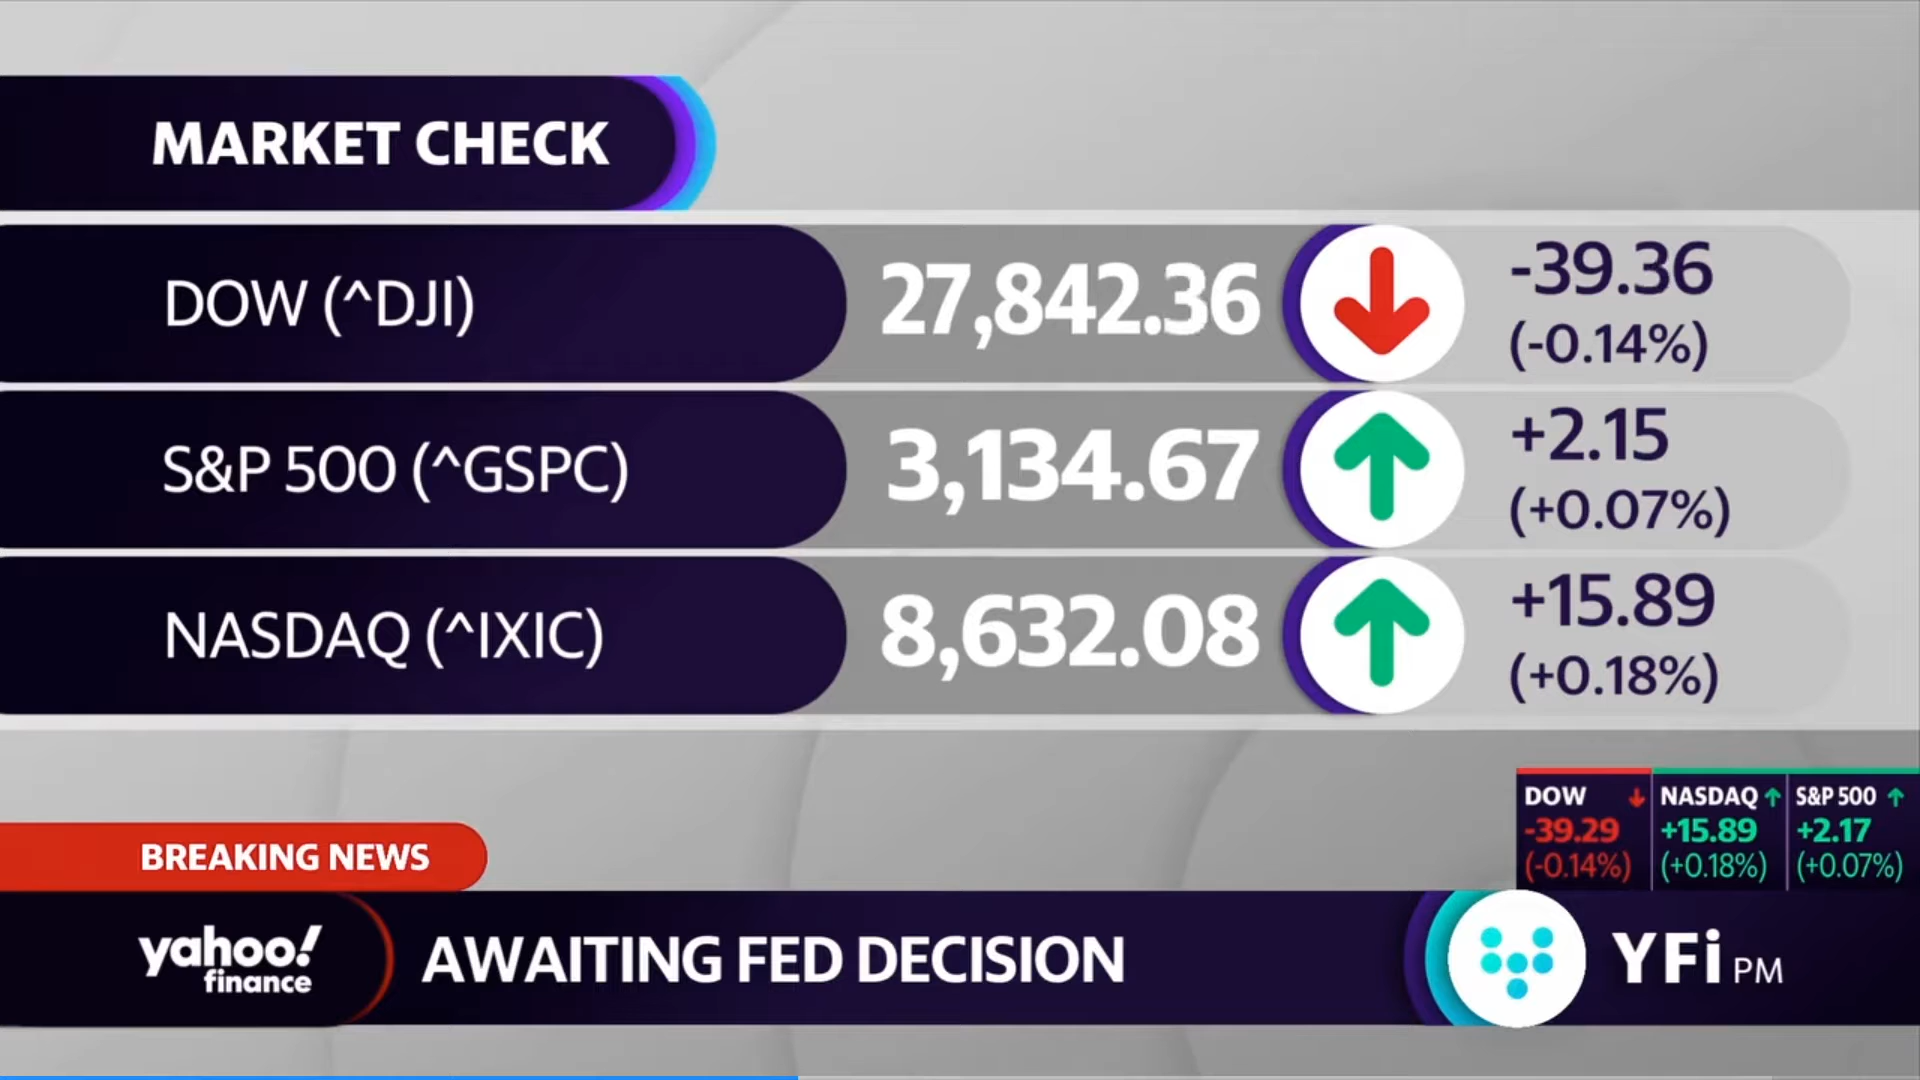 MARKET CHECK
DOW (^DJI) 27,842.36 -39.36
(-0.14%)
S&P 500 (^GSPC) 3,134.67 +2.15
(+0.07%)
NASDAQ (^IXIC) 8,632.08 +15.89
(+0.18%)
DOW NASDAQ S&P 500
-39.29 +15.89 +2.17
(-0.14%) (+0.18%) (+0.07%)
BREAKING NEWS
yahoo!
finance
AWAITING FED DECISION
YFi PM